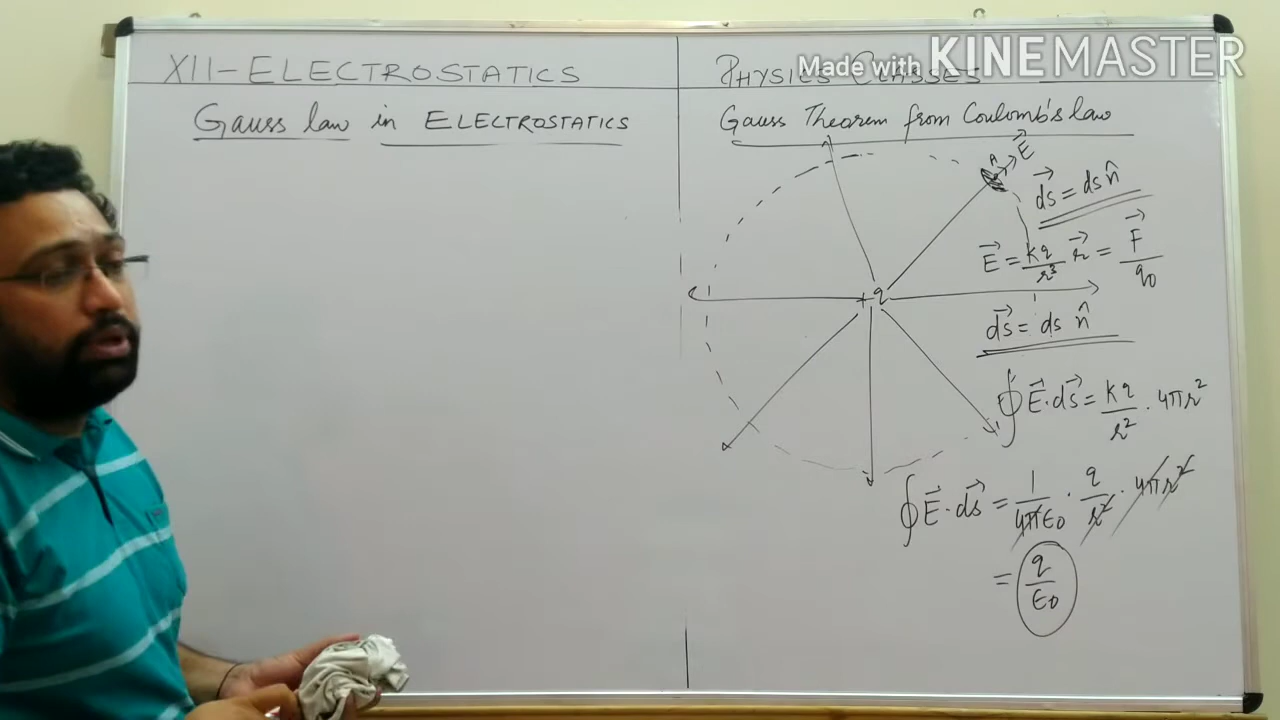 XII-ELECTROSTATICS
Gauss law in ELECTROSTATICS
PHYSICS CLASSES
Made with KINEMASTER
Gauss Theorem from Coulomb's law
A
E⃗
ds⃗ = ds n̂
E⃗ = kq/r³ r⃗ = F⃗/q₀
+q
ds⃗ = ds n̂
∮E⃗·ds⃗ = kq/r² · 4πr²
∮E⃗·ds⃗ = 1/4πε₀ · q/r² · 4πr²
= q/ε₀